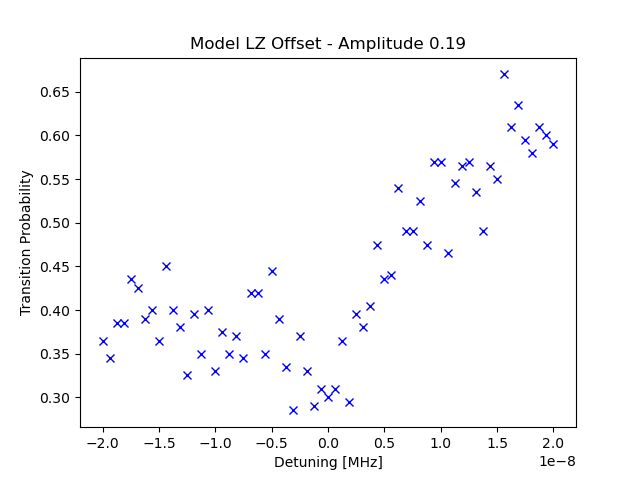 Model LZ Offset - Amplitude 0.19
Transition Probability
0.65
0.60
0.55
0.50
0.45
0.40
0.35
0.30
−2.0 −1.5 −1.0 −0.5 0.0 0.5 1.0 1.5 2.0
1e−8
Detuning [MHz]